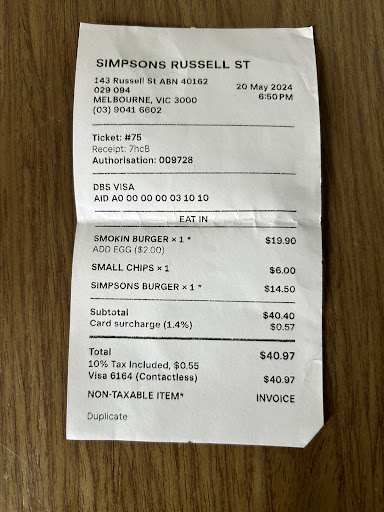 SIMPSONS RUSSELL ST
143 Russell St ABN 40162
029 094
MELBOURNE, VIC 3000
(03) 9041 6602
20 May 2024
6:50 PM
Ticket: #75
Receipt: 7hcB
Authorisation: 009728
DBS VISA
AID A0 00 00 00 03 10 10
EAT IN
SMOKIN BURGER × 1 * $19.90
ADD EGG ($2.00)
SMALL CHIPS × 1 $6.00
SIMPSONS BURGER × 1 * $14.50
Subtotal $40.40
Card surcharge (1.4%) $0.57
Total $40.97
10% Tax Included, $0.55
Visa 6164 (Contactless) $40.97
NON-TAXABLE ITEM* INVOICE
Duplicate